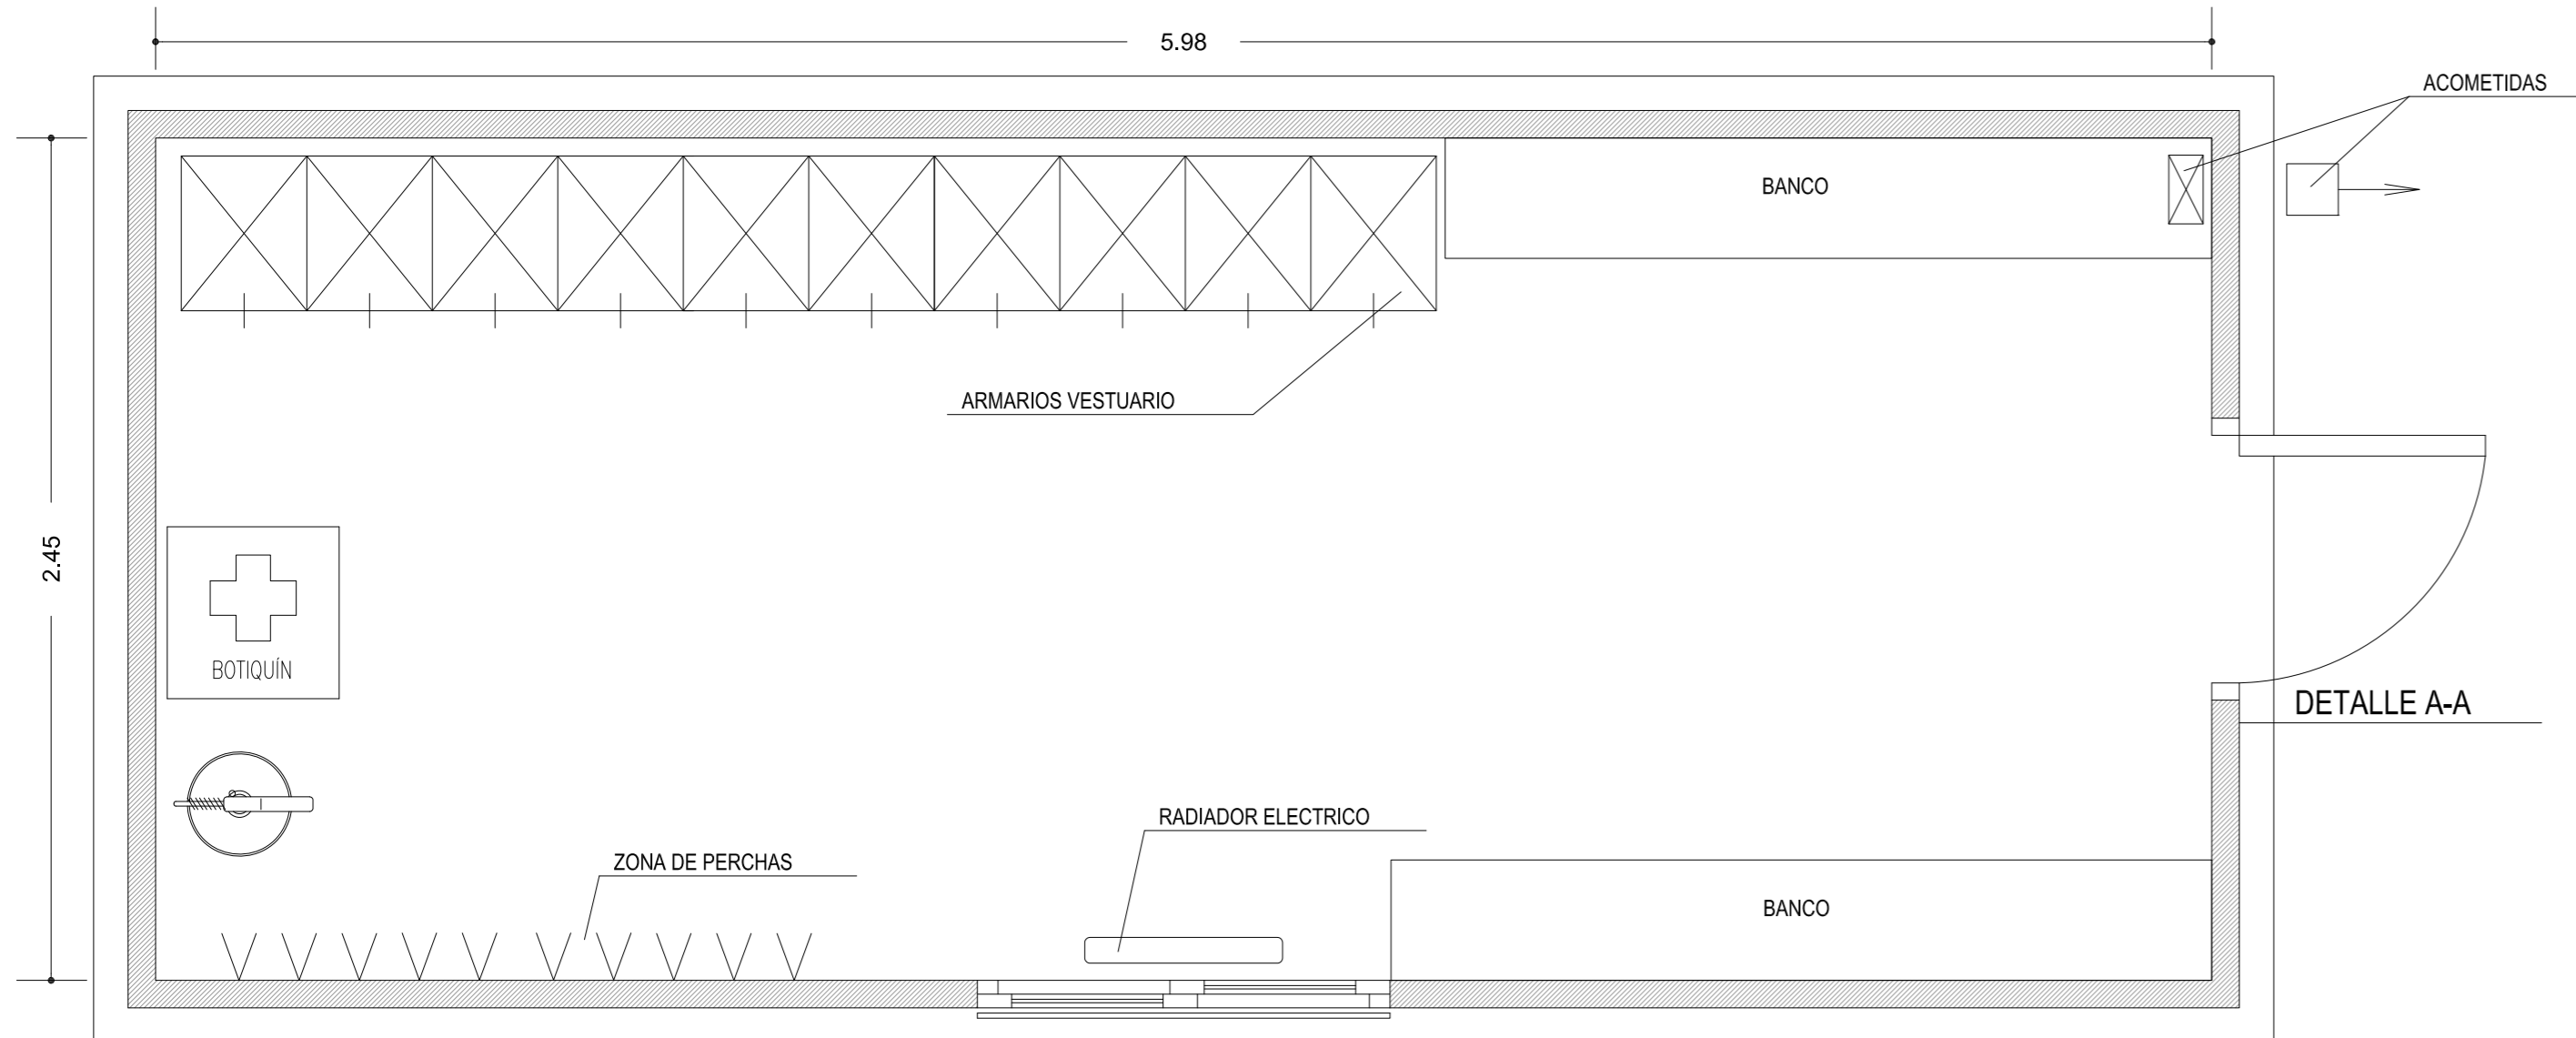 5.98
ACOMETIDAS
BANCO
ARMARIOS VESTUARIO
2.45
BOTIQUÍN
DETALLE A-A
RADIADOR ELECTRICO
ZONA DE PERCHAS
BANCO